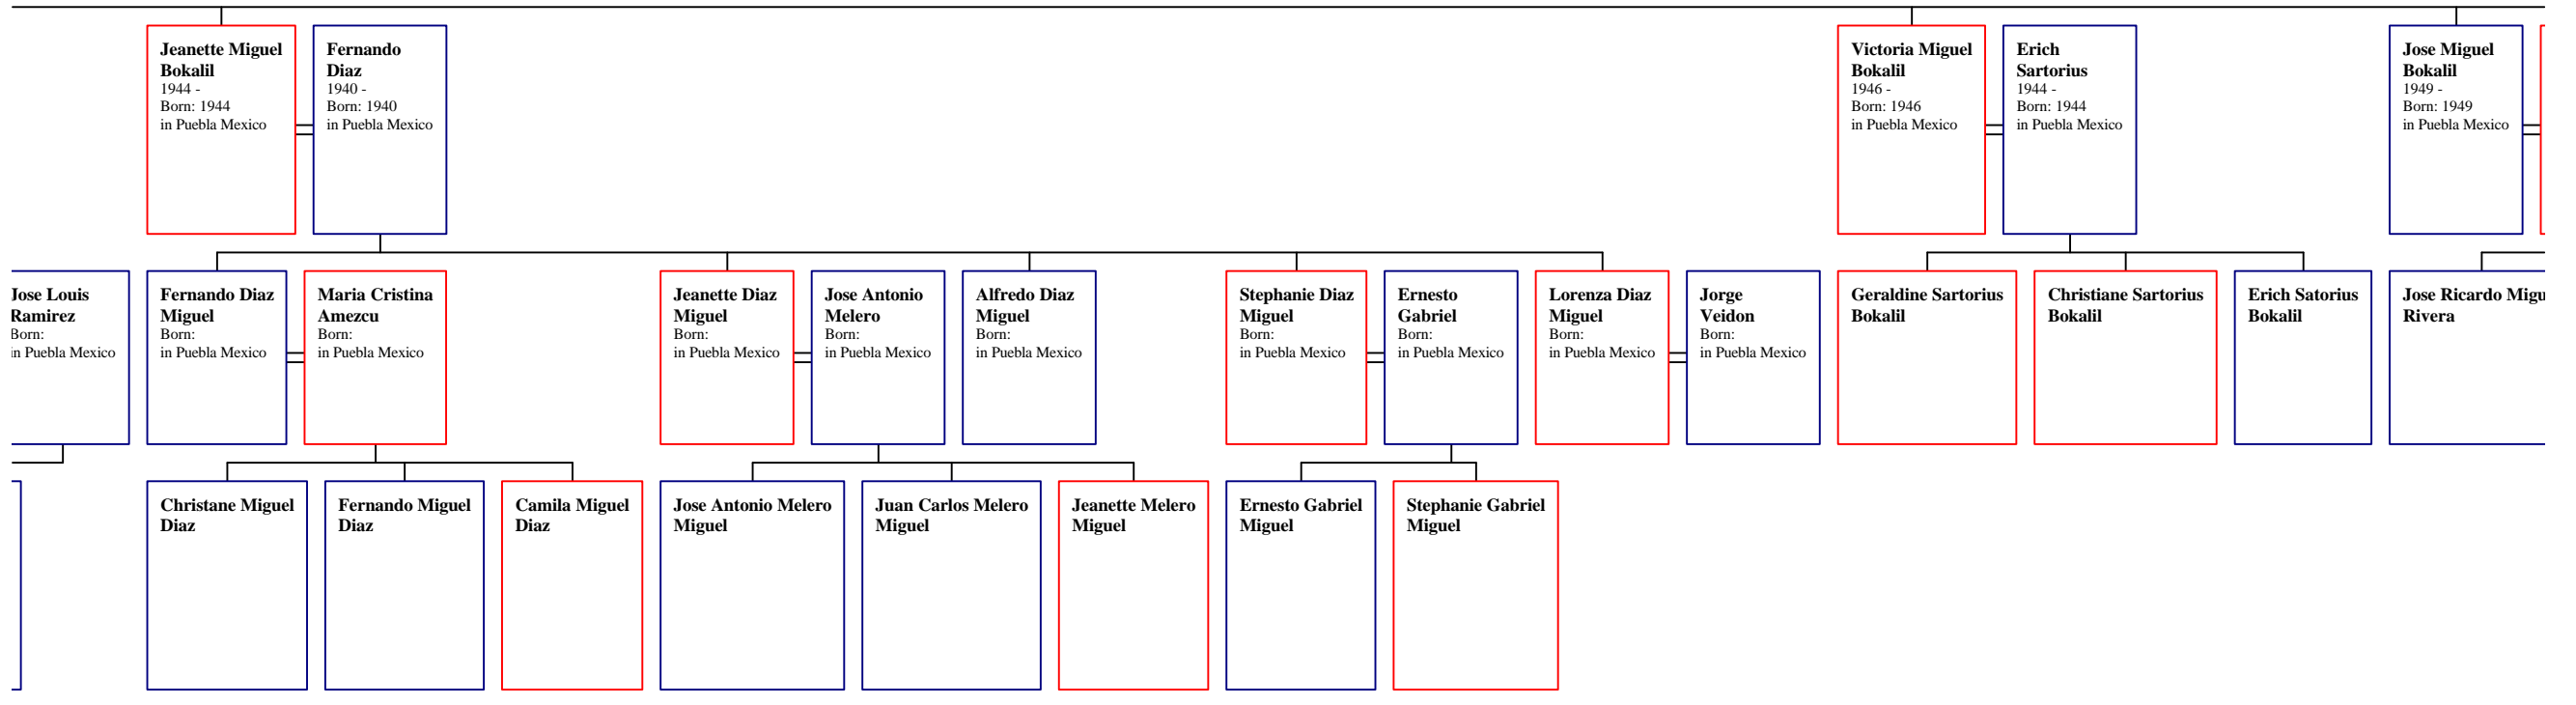 Jeanette Miguel
Bokalil
1944 -
Born: 1944
in Puebla Mexico
Fernando
Diaz
1940 -
Born: 1940
in Puebla Mexico
Victoria Miguel
Bokalil
1946 -
Born: 1946
in Puebla Mexico
Erich
Sartorius
1944 -
Born: 1944
in Puebla Mexico
Jose Miguel
Bokalil
1949 -
Born: 1949
in Puebla Mexico
Jose Louis
Ramirez
Born:
in Puebla Mexico
Fernando Diaz
Miguel
Born:
in Puebla Mexico
Maria Cristina
Amezcu
Born:
in Puebla Mexico
Jeanette Diaz
Miguel
Born:
in Puebla Mexico
Jose Antonio
Melero
Born:
in Puebla Mexico
Alfredo Diaz
Miguel
Born:
in Puebla Mexico
Stephanie Diaz
Miguel
Born:
in Puebla Mexico
Ernesto
Gabriel
Born:
in Puebla Mexico
Lorenza Diaz
Miguel
Born:
in Puebla Mexico
Jorge
Veidon
Born:
in Puebla Mexico
Geraldine Sartorius
Bokalil
Christiane Sartorius
Bokalil
Erich Satorius
Bokalil
Jose Ricardo Migu
Rivera
Christane Miguel
Diaz
Fernando Miguel
Diaz
Camila Miguel
Diaz
Jose Antonio Melero
Miguel
Juan Carlos Melero
Miguel
Jeanette Melero
Miguel
Ernesto Gabriel
Miguel
Stephanie Gabriel
Miguel